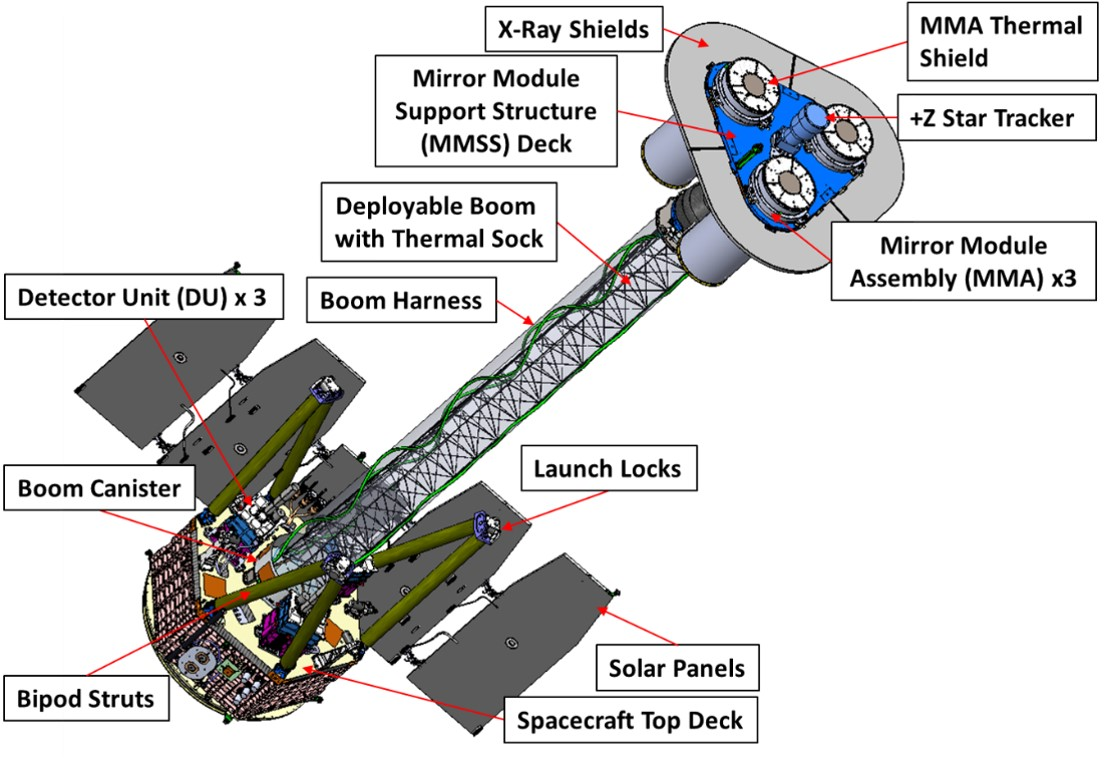 X-Ray Shields
MMA Thermal
Shield
Mirror Module
Support Structure
(MMSS) Deck
+Z Star Tracker
Deployable Boom
with Thermal Sock
Mirror Module
Assembly (MMA) x3
Detector Unit (DU) x 3
Boom Harness
Launch Locks
Boom Canister
Solar Panels
Bipod Struts
Spacecraft Top Deck